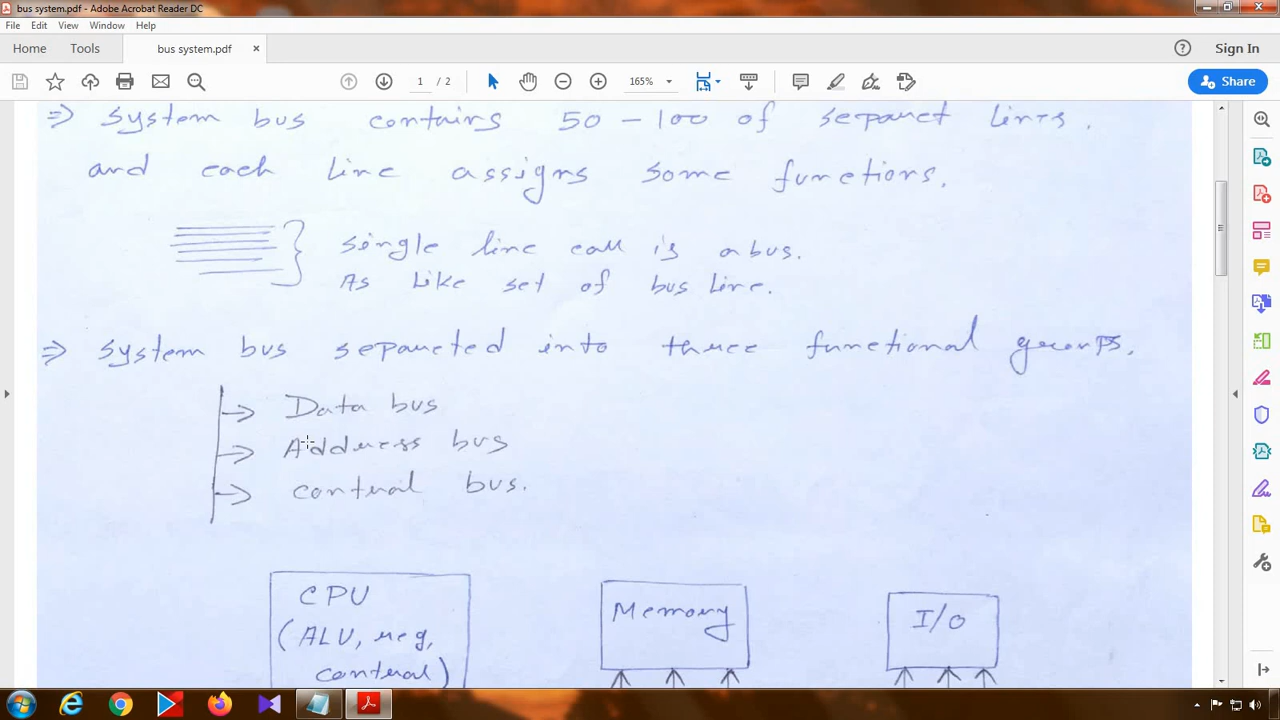 bus system.pdf - Adobe Acrobat Reader DC
File Edit View Window Help
Home Tools bus system.pdf × ? Sign In
1 / 2 165% Share
⇒ System bus contains 50 - 100 of separet lines.
and each line assigns some functions.
single line call is a bus.
As like set of bus line.
⇒ System bus separeted into three functional groups.
→ Data bus
→ Address bus
→ control bus.
CPU
(ALU, reg,
control)
Memory
I/O